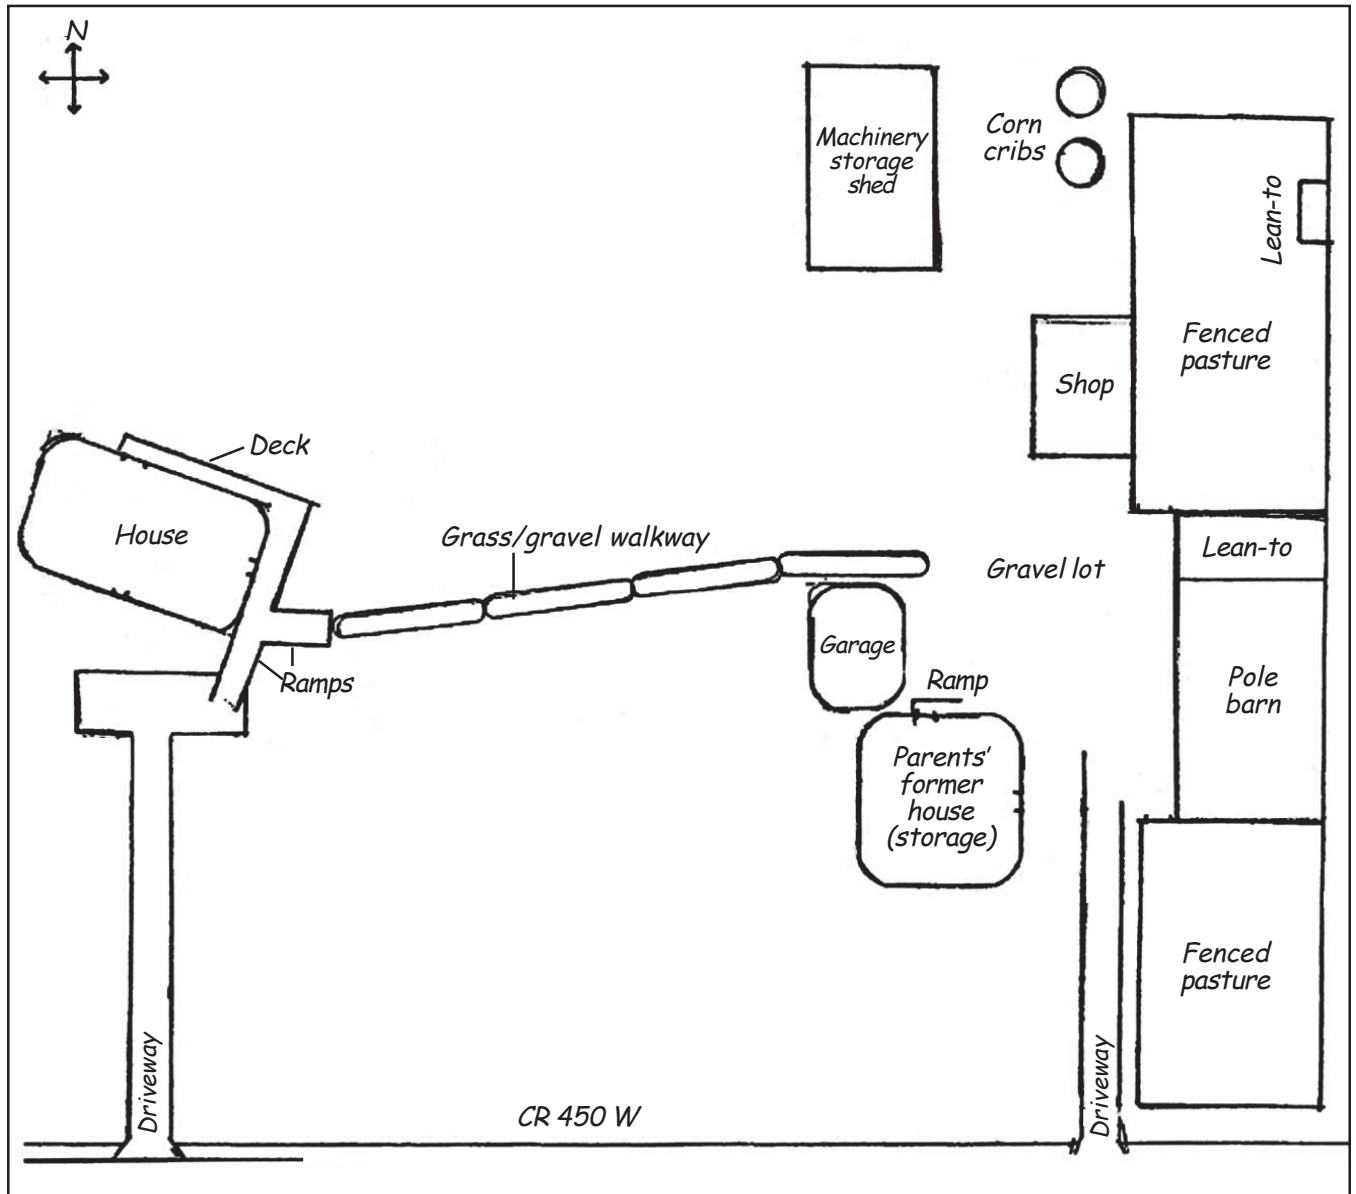 N
Machinery
storage
shed
Corn
cribs
Lean-to
Fenced
pasture
Shop
Deck
House
Grass/gravel walkway
Gravel lot
Lean-to
Garage
Ramps
Ramp
Pole
barn
Parents'
former
house
(storage)
Fenced
pasture
Driveway
Driveway
CR 450 W